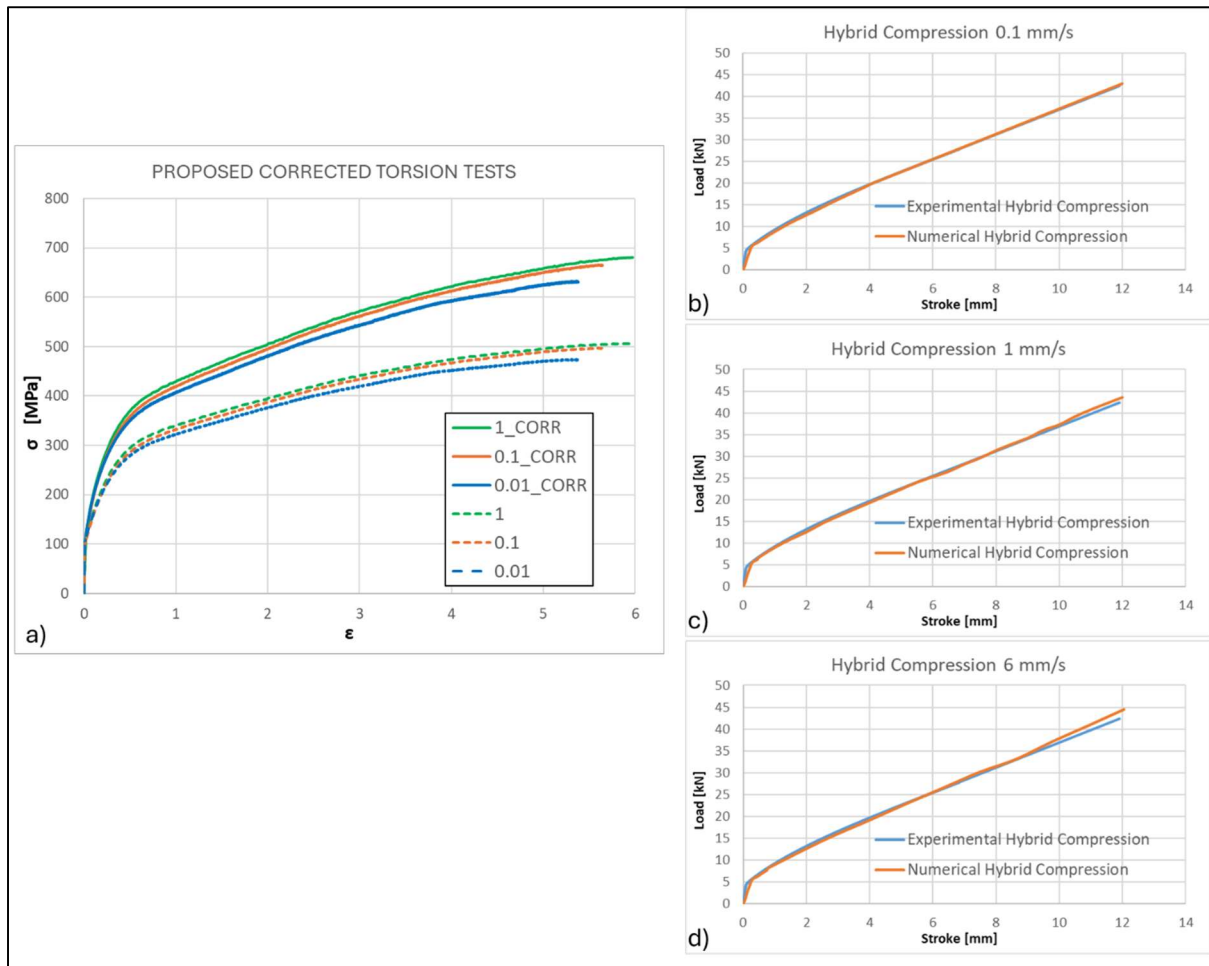 PROPOSED CORRECTED TORSION TESTS
800
700
600
500
400
300
200
100
0
σ [MPa]
0 1 2 3 4 5 6
ε
1_CORR
0.1_CORR
0.01_CORR
1
0.1
0.01
a)
Hybrid Compression 0.1 mm/s
50
45
40
35
30
25
20
15
10
5
0
Load [kN]
Experimental Hybrid Compression
Numerical Hybrid Compression
0 2 4 6 8 10 12 14
Stroke [mm]
b)
Hybrid Compression 1 mm/s
50
45
40
35
30
25
20
15
10
5
0
Load [kN]
Experimental Hybrid Compression
Numerical Hybrid Compression
0 2 4 6 8 10 12 14
Stroke [mm]
c)
Hybrid Compression 6 mm/s
50
45
40
35
30
25
20
15
10
5
0
Load [kN]
Experimental Hybrid Compression
Numerical Hybrid Compression
0 2 4 6 8 10 12 14
Stroke [mm]
d)